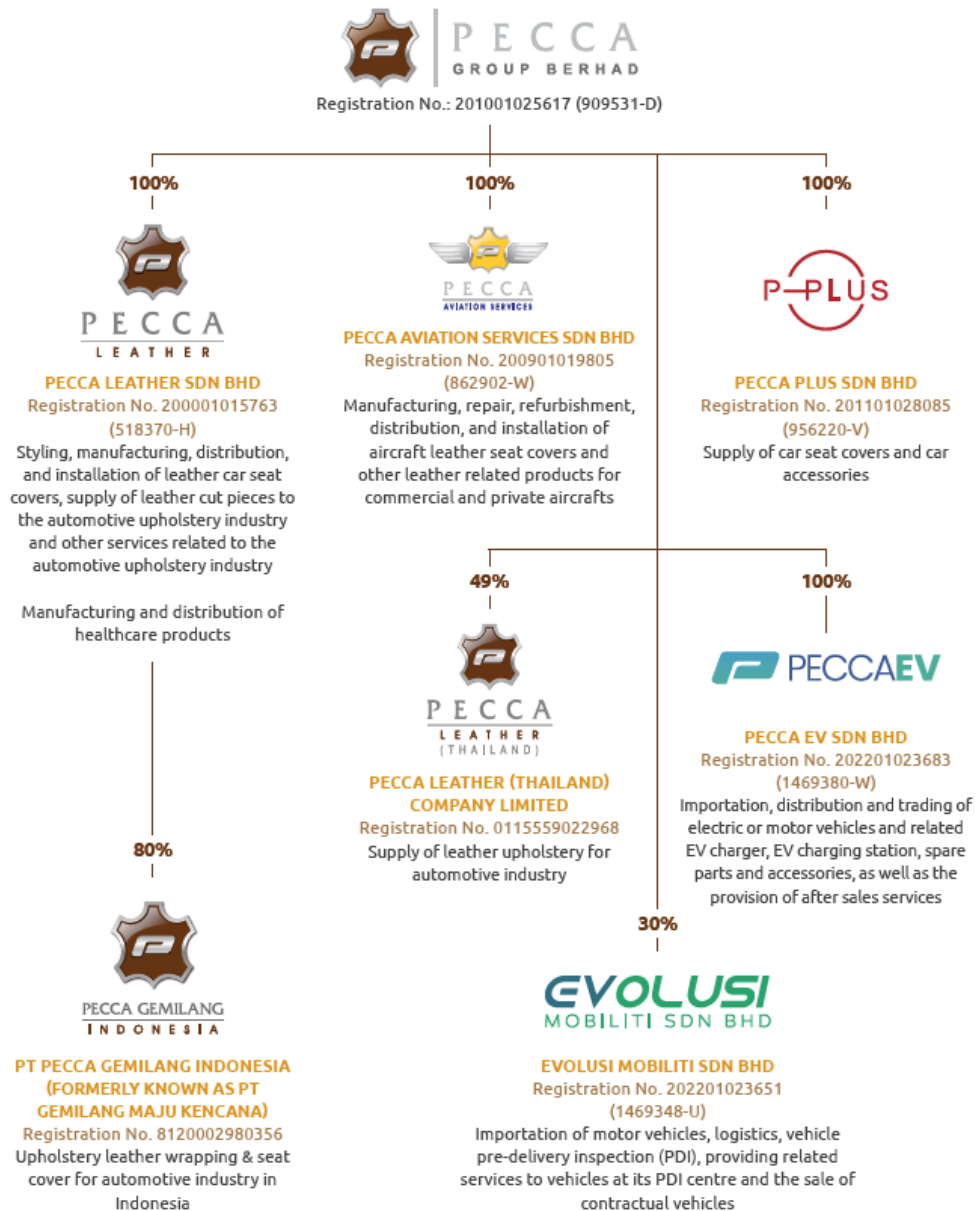 PECCA
GROUP BERHAD
Registration No.: 201001025617 (909531-D)
100%
PECCA
LEATHER
PECCA LEATHER SDN BHD
Registration No. 200001015763
(518370-H)
Styling, manufacturing, distribution,
and installation of leather car seat
covers, supply of leather cut pieces to
the automotive upholstery industry
and other services related to the
automotive upholstery industry
Manufacturing and distribution of
healthcare products
80%
PECCA GEMILANG
INDONESIA
PT PECCA GEMILANG INDONESIA
(FORMERLY KNOWN AS PT
GEMILANG MAJU KENCANA)
Registration No. 8120002980356
Upholstery leather wrapping & seat
cover for automotive industry in
Indonesia
100%
PECCA
AVIATION SERVICES
PECCA AVIATION SERVICES SDN BHD
Registration No. 200901019805
(862902-W)
Manufacturing, repair, refurbishment,
distribution, and installation of
aircraft leather seat covers and
other leather related products for
commercial and private aircrafts
100%
P-PLUS
PECCA PLUS SDN BHD
Registration No. 201101028085
(956220-V)
Supply of car seat covers and car
accessories
49%
PECCA
LEATHER
(THAILAND)
PECCA LEATHER (THAILAND)
COMPANY LIMITED
Registration No. 0115559022968
Supply of leather upholstery for
automotive industry
100%
PECCAEV
PECCA EV SDN BHD
Registration No. 202201023683
(1469380-W)
Importation, distribution and trading of
electric or motor vehicles and related
EV charger, EV charging station, spare
parts and accessories, as well as the
provision of after sales services
30%
EVOLUSI
MOBILITI SDN BHD
EVOLUSI MOBILITI SDN BHD
Registration No. 202201023651
(1469348-U)
Importation of motor vehicles, logistics, vehicle
pre-delivery inspection (PDI), providing related
services to vehicles at its PDI centre and the sale of
contractual vehicles